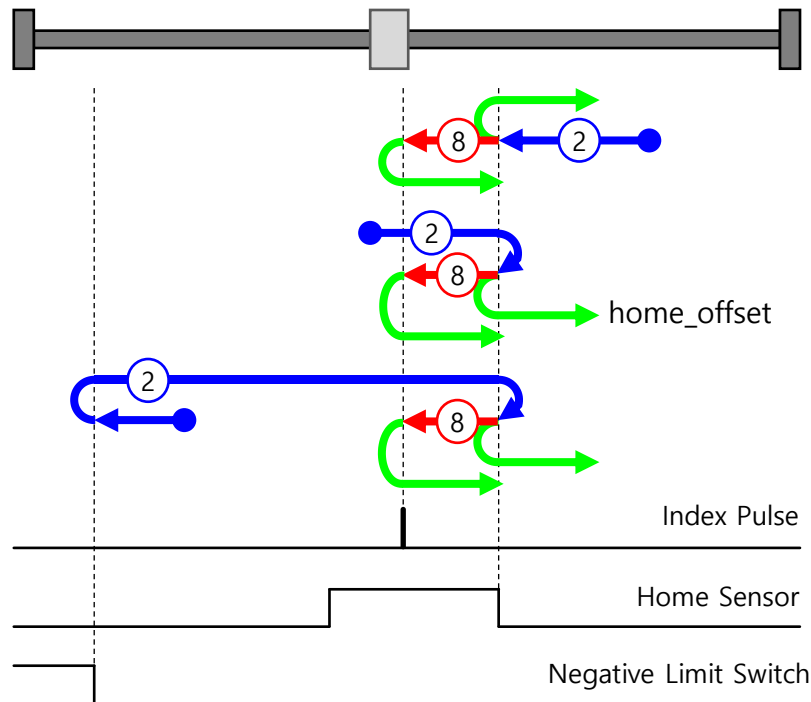 8
2
2
8
home_offset
2
8
Index Pulse
Home Sensor
Negative Limit Switch